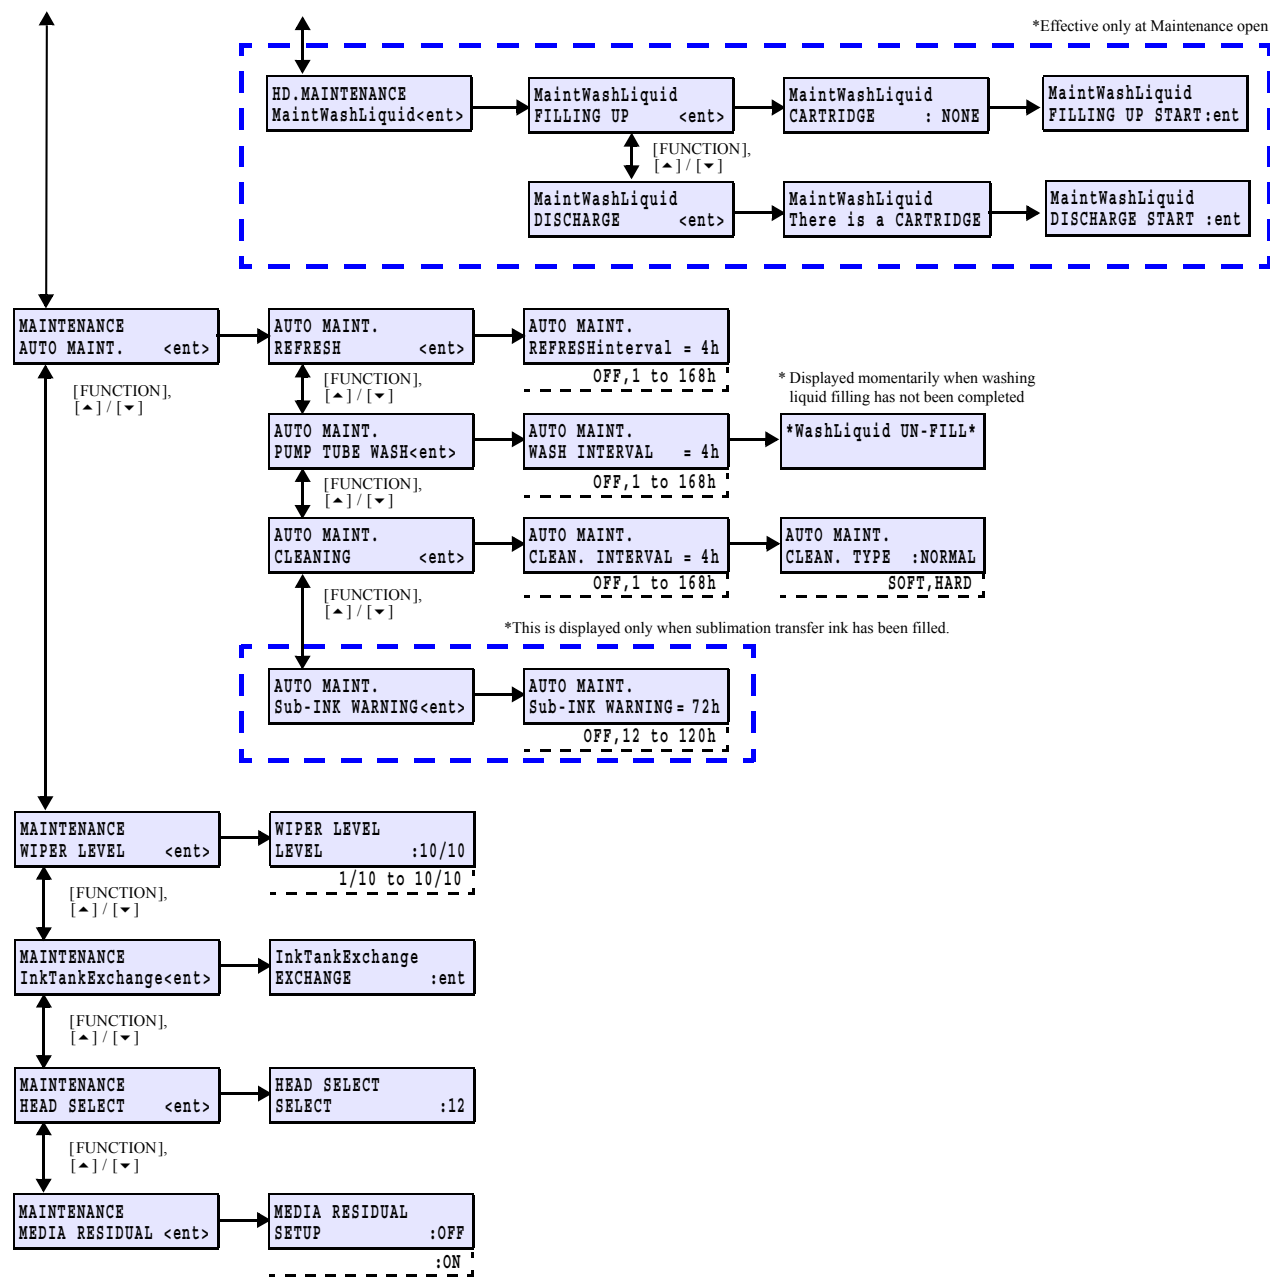 *Effective only at Maintenance open
HD.MAINTENANCE
MaintWashLiquid<ent>
MaintWashLiquid
FILLING UP <ent>
MaintWashLiquid
CARTRIDGE : NONE
MaintWashLiquid
FILLING UP START:ent
[FUNCTION],
[▲] / [▼]
MaintWashLiquid
DISCHARGE <ent>
MaintWashLiquid
There is a CARTRIDGE
MaintWashLiquid
DISCHARGE START :ent
MAINTENANCE
AUTO MAINT. <ent>
AUTO MAINT.
REFRESH <ent>
AUTO MAINT.
REFRESHinterval = 4h
OFF,1 to 168h
[FUNCTION],
[▲] / [▼]
[FUNCTION],
[▲] / [▼]
* Displayed momentarily when washing
liquid filling has not been completed
AUTO MAINT.
PUMP TUBE WASH<ent>
AUTO MAINT.
WASH INTERVAL = 4h
OFF,1 to 168h
*WashLiquid UN-FILL*
[FUNCTION],
[▲] / [▼]
AUTO MAINT.
CLEANING <ent>
AUTO MAINT.
CLEAN. INTERVAL = 4h
OFF,1 to 168h
AUTO MAINT.
CLEAN. TYPE :NORMAL
SOFT,HARD
[FUNCTION],
[▲] / [▼]
*This is displayed only when sublimation transfer ink has been filled.
AUTO MAINT.
Sub-INK WARNING<ent>
AUTO MAINT.
Sub-INK WARNING= 72h
OFF,12 to 120h
MAINTENANCE
WIPER LEVEL <ent>
WIPER LEVEL
LEVEL :10/10
1/10 to 10/10
[FUNCTION],
[▲] / [▼]
MAINTENANCE
InkTankExchange<ent>
InkTankExchange
EXCHANGE :ent
[FUNCTION],
[▲] / [▼]
MAINTENANCE
HEAD SELECT <ent>
HEAD SELECT
SELECT :12
[FUNCTION],
[▲] / [▼]
MAINTENANCE
MEDIA RESIDUAL <ent>
MEDIA RESIDUAL
SETUP :OFF
:ON